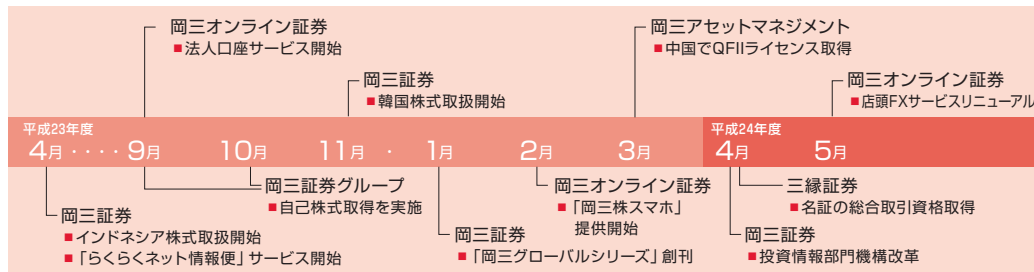 岡三オンライン証券
■法人口座サービス開始
岡三アセットマネジメント
■中国でQFIIライセンス取得
岡三証券
■韓国株式取扱開始
岡三オンライン証券
■店頭FXサービスリニューアル
平成23年度
平成24年度
4月・・・・9月 10月 11月・1月 2月 3月 4月 5月
岡三証券グループ
■自己株式取得を実施
岡三オンライン証券
■「岡三株スマホ」
提供開始
三縁証券
■名証の総合取引資格取得
岡三証券
■インドネシア株式取扱開始
■「らくらくネット情報便」サービス開始
岡三証券
■「岡三グローバルシリーズ」創刊
岡三証券
■投資情報部門機構改革